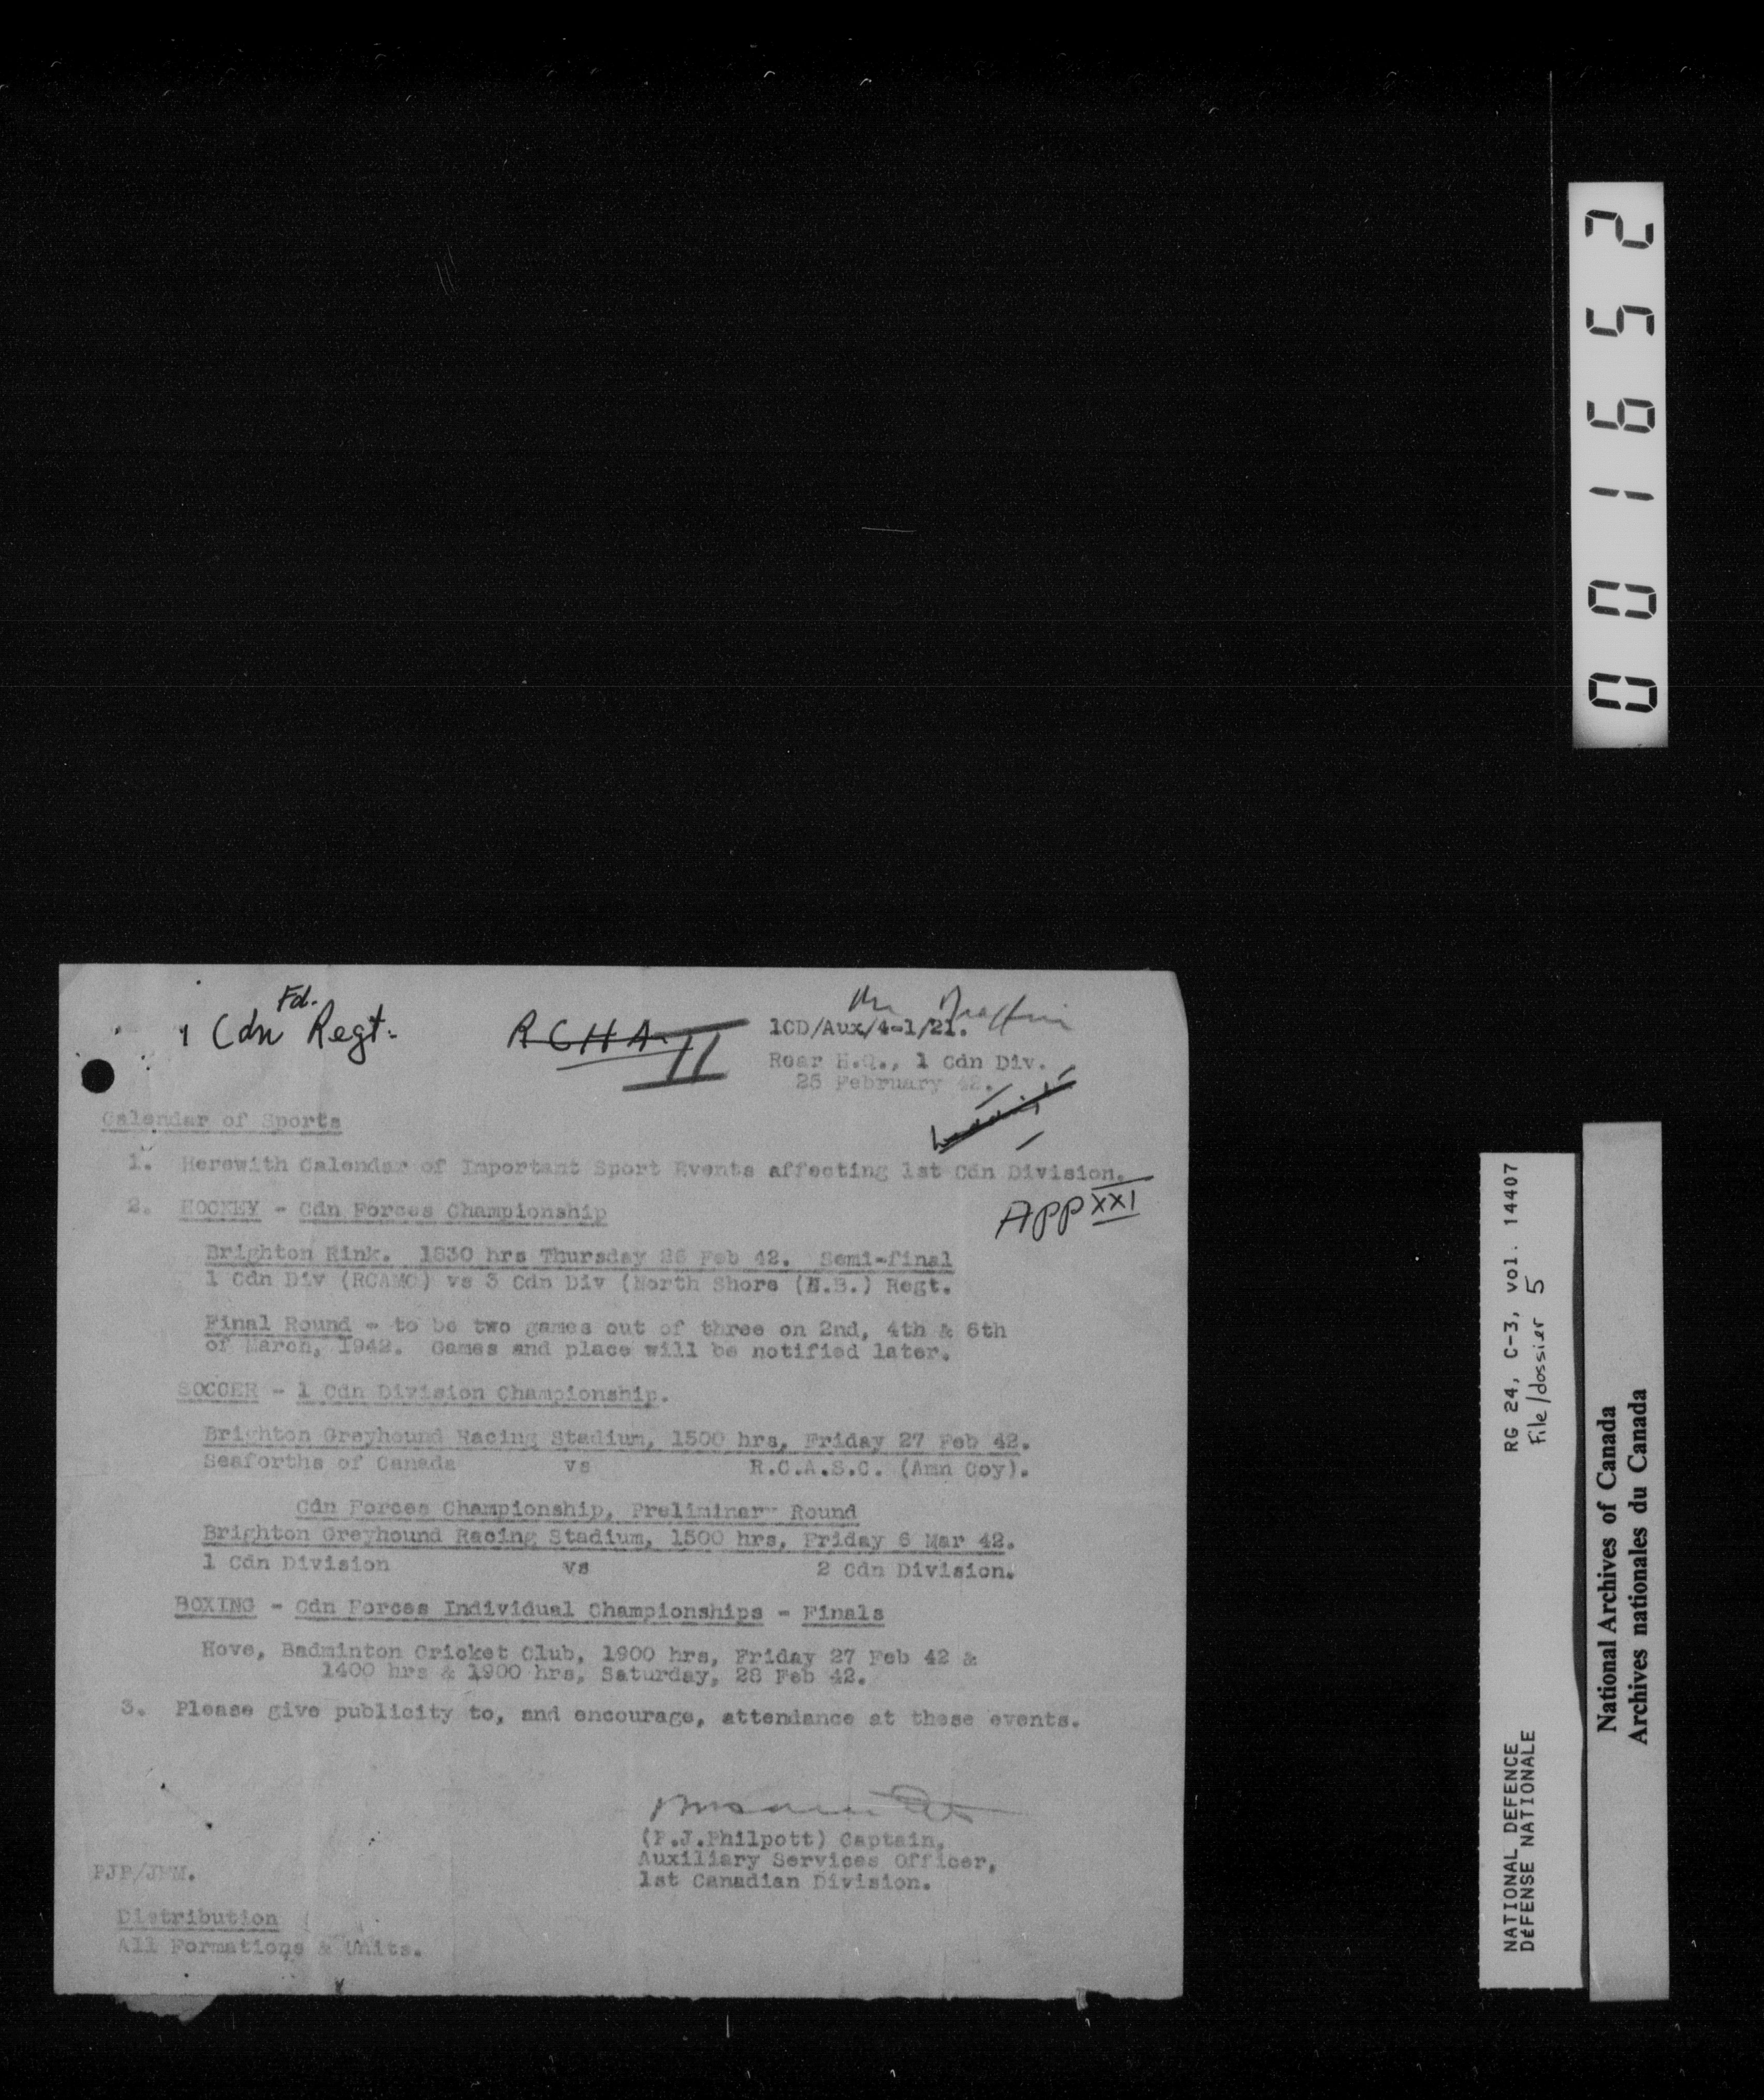 Fd.
1 Cdn Regt.
RCHA
II
1CD/Aux/4-1/21.
Rear H.Q., 1 Cdn Div.
25 February 42.
Calendar of Sports
1. Herewith Calendar of Important Sport Events affecting 1st Cdn Division.
APP XXI
2. HOCKEY - Cdn Forces Championship
Brighton Rink. 1830 hrs Thursday 26 Feb 42. Semi-final
1 Cdn Div (RCAMC) vs 3 Cdn Div (North Shore (N.B.) Regt.
Final Round - to be two games out of three on 2nd, 4th & 6th
of March, 1942. Games and place will be notified later.
SOCCER - 1 Cdn Division Championship.
Brighton Greyhound Racing Stadium, 1500 hrs, Friday 27 Feb 42.
Seaforths of Canada vs R.C.A.S.C. (Amn Coy).
Cdn Forces Championship, Preliminary Round
Brighton Greyhound Racing Stadium, 1500 hrs, Friday 6 Mar 42.
1 Cdn Division vs 2 Cdn Division.
BOXING - Cdn Forces Individual Championships - Finals
Hove, Badminton Cricket Club, 1900 hrs, Friday 27 Feb 42 &
1400 hrs & 1900 hrs, Saturday, 28 Feb 42.
3. Please give publicity to, and encourage, attendance at these events.
(P.J.Philpott) Captain,
Auxiliary Services Officer,
1st Canadian Division.
PJP/JPM.
Distribution
All Formations & Units.
001652
NATIONAL DEFENCE RG 24, C-3, vol. 14407
DÉFENSE NATIONALE File/dossier 5
National Archives of Canada
Archives nationales du Canada